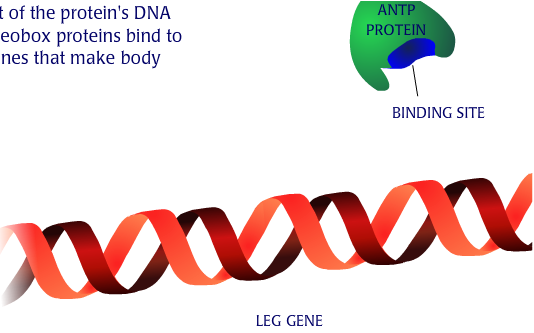 t of the protein's DNA
eobox proteins bind to
nes that make body
ANTP
PROTEIN
BINDING SITE
LEG GENE